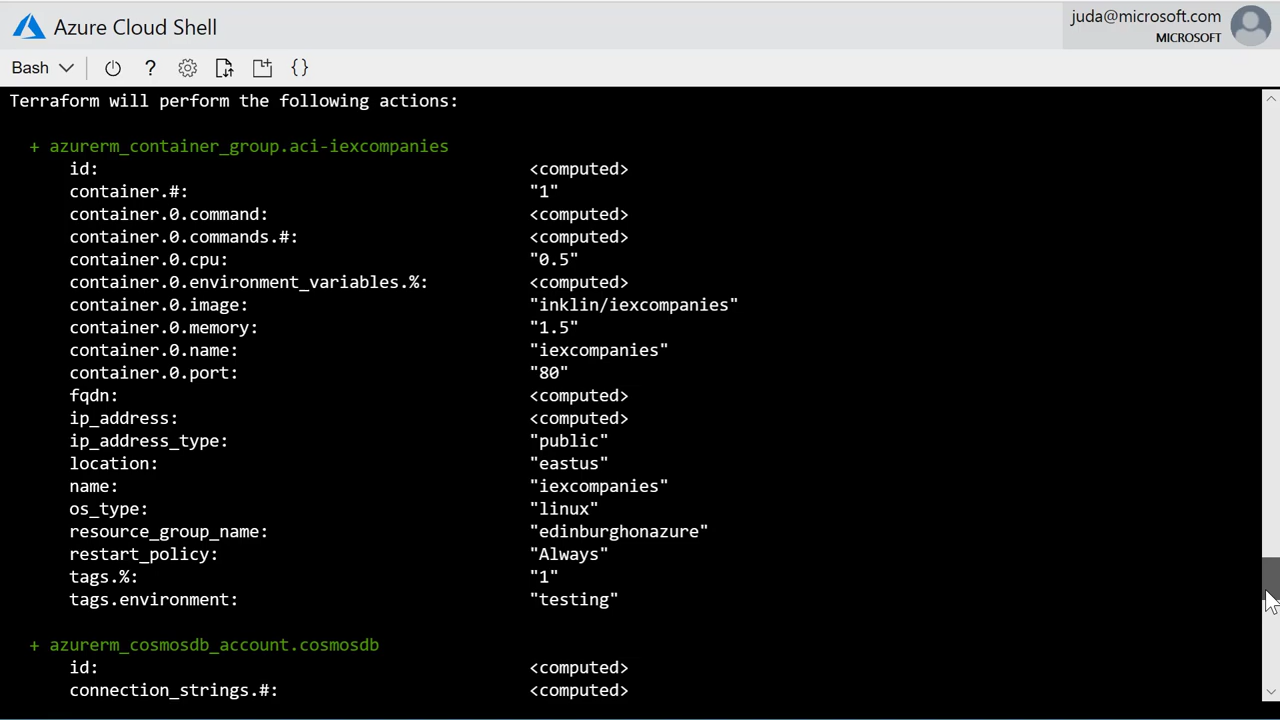 Azure Cloud Shell
juda@microsoft.com
MICROSOFT
Bash
?
{}
Terraform will perform the following actions:
+ azurerm_container_group.aci-iexcompanies
id: <computed>
container.#: "1"
container.0.command: <computed>
container.0.commands.#: <computed>
container.0.cpu: "0.5"
container.0.environment_variables.%: <computed>
container.0.image: "inklin/iexcompanies"
container.0.memory: "1.5"
container.0.name: "iexcompanies"
container.0.port: "80"
fqdn: <computed>
ip_address: <computed>
ip_address_type: "public"
location: "eastus"
name: "iexcompanies"
os_type: "linux"
resource_group_name: "edinburghonazure"
restart_policy: "Always"
tags.%: "1"
tags.environment: "testing"
+ azurerm_cosmosdb_account.cosmosdb
id: <computed>
connection_strings.#: <computed>